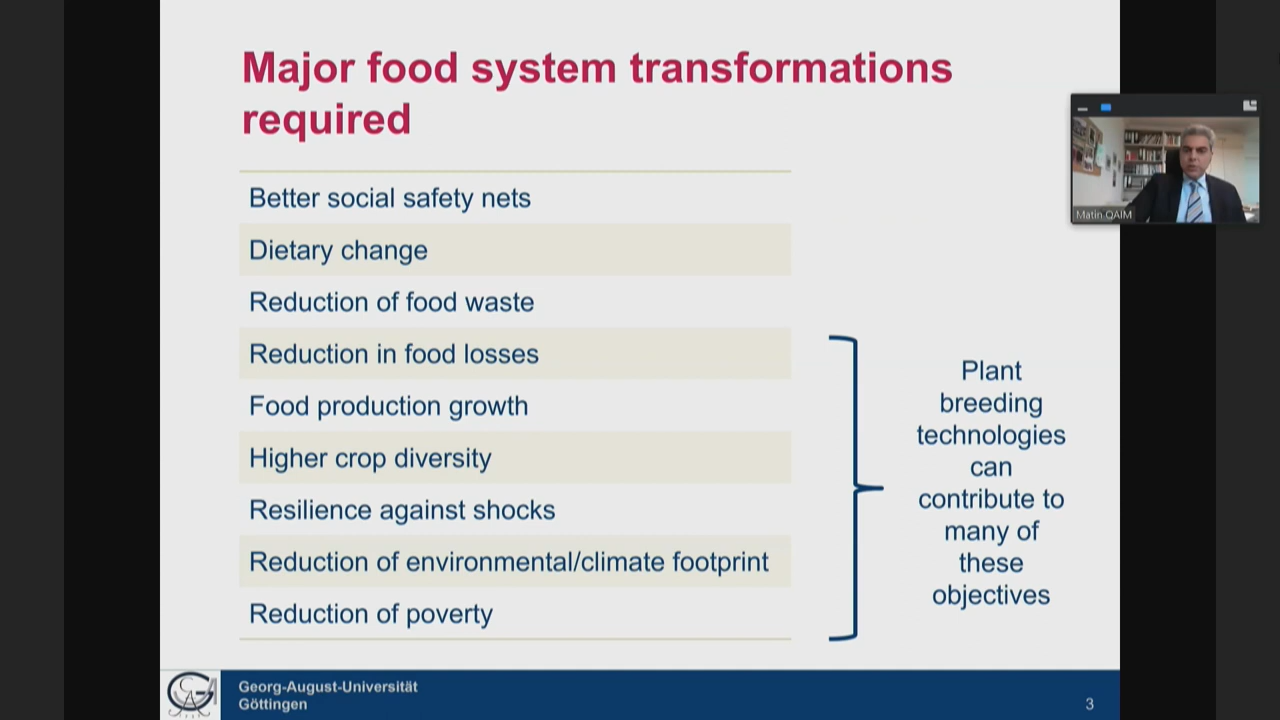 Major food system transformations
required
Better social safety nets
Dietary change
Reduction of food waste
Reduction in food losses
Food production growth
Higher crop diversity
Resilience against shocks
Reduction of environmental/climate footprint
Reduction of poverty
Plant
breeding
technologies
can
contribute to
many of
these
objectives
Matin QAIM
Georg-August-Universität
Göttingen
3